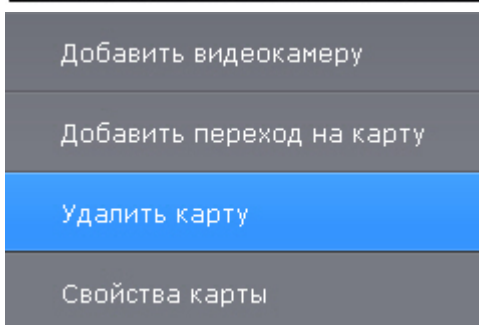 Добавить видеокамеру
Добавить переход на карту
Удалить карту
Свойства карты